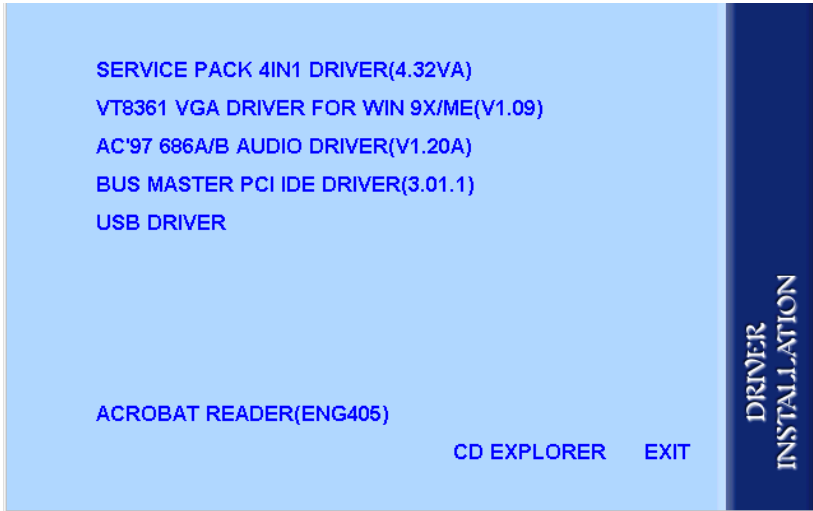 SERVICE PACK 4IN1 DRIVER(4.32VA)
VT8361 VGA DRIVER FOR WIN 9X/ME(V1.09)
AC'97 686A/B AUDIO DRIVER(V1.20A)
BUS MASTER PCI IDE DRIVER(3.01.1)
USB DRIVER
ACROBAT READER(ENG405)
CD EXPLORER EXIT
DRIVER
INSTALLATION